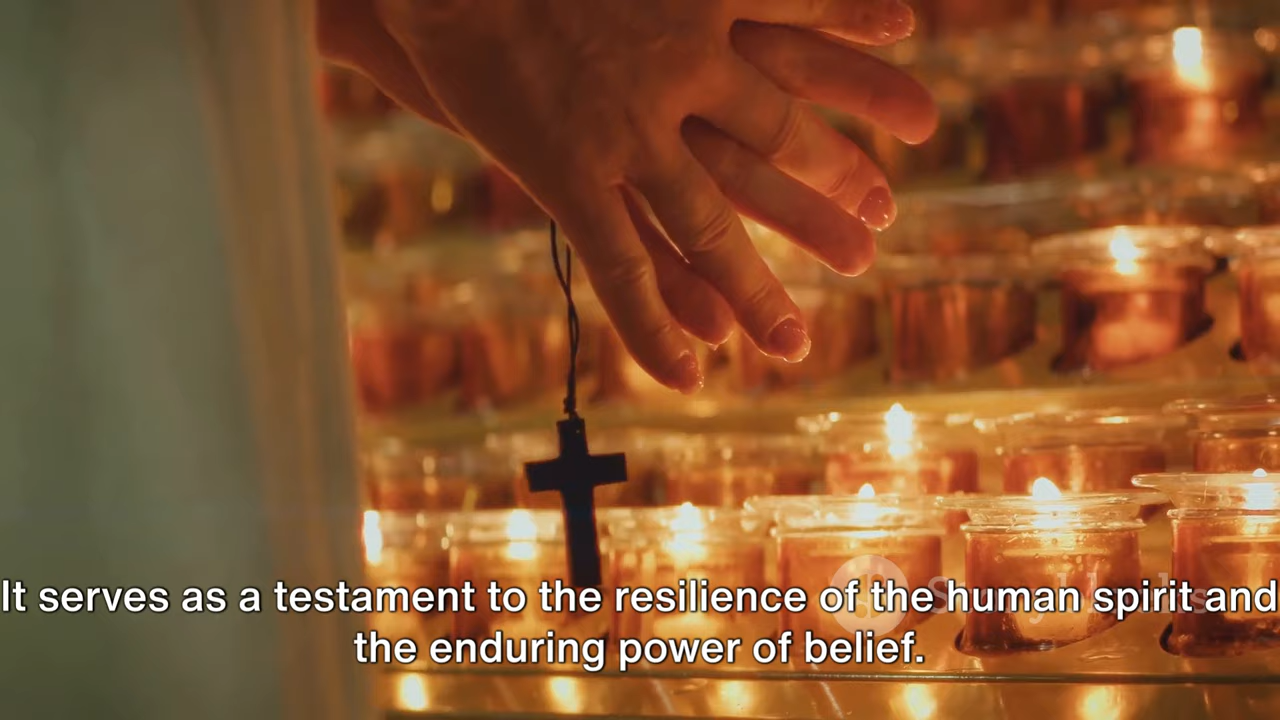 It serves as a testament to the resilience of the human spirit and
the enduring power of belief.